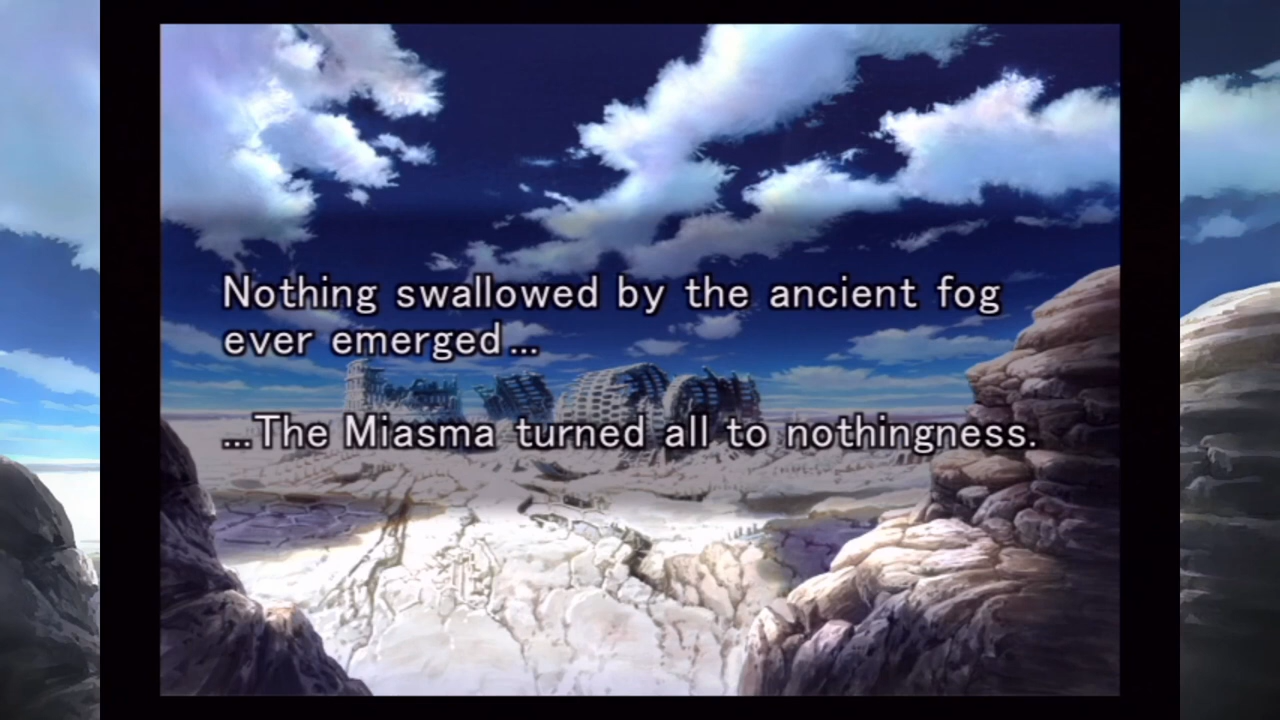 Nothing swallowed by the ancient fog
ever emerged...
...The Miasma turned all to nothingness.